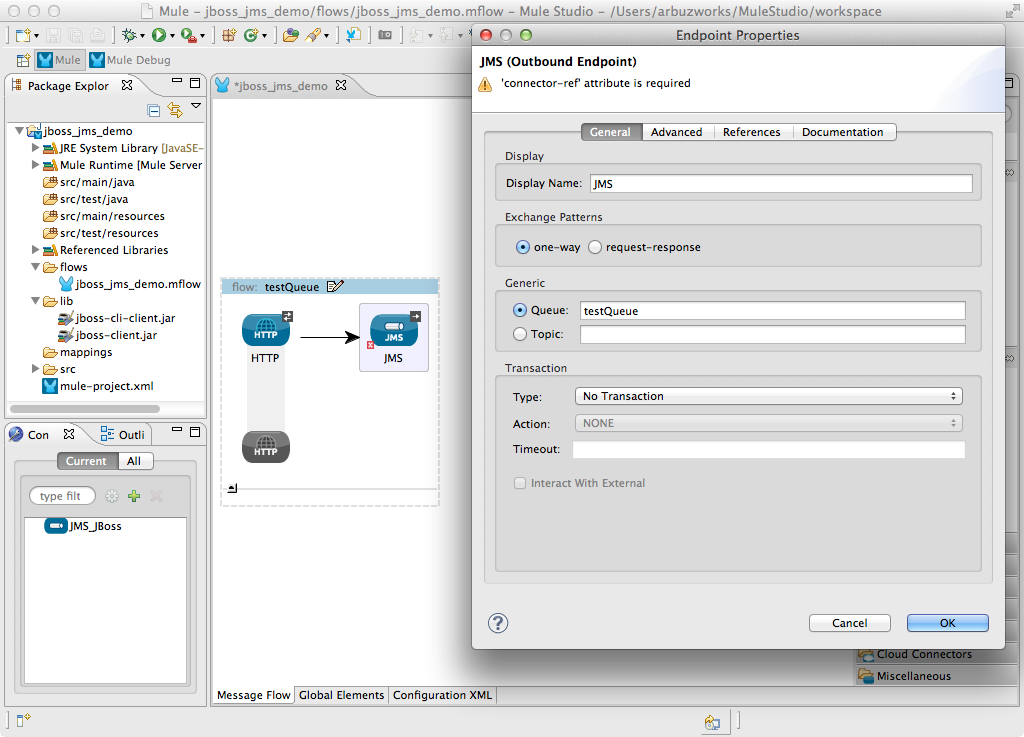 Mule – jboss_jms_demo/flows/jboss_jms_demo.mflow – Mule Studio – /Users/arbuzworks/MuleStudio/workspace
Mule
Mule Debug
Package Explor
jboss_jms_demo
JRE System Library [JavaSE-
Mule Runtime [Mule Server
src/main/java
src/test/java
src/main/resources
src/test/resources
Referenced Libraries
flows
jboss_jms_demo.mflow
lib
jboss-cli-client.jar
jboss-client.jar
mappings
src
mule-project.xml
Con
Outli
Current
All
type filt
JMS_JBoss
*jboss_jms_demo
flow: testQueue
HTTP
JMS
HTTP
JMS
HTTP
Message Flow
Global Elements
Configuration XML
Endpoint Properties
JMS (Outbound Endpoint)
'connector-ref' attribute is required
General
Advanced
References
Documentation
Display
Display Name: JMS
Exchange Patterns
one-way
request-response
Generic
Queue: testQueue
Topic:
Transaction
Type: No Transaction
Action: NONE
Timeout:
Interact With External
?
Cancel
OK
Cloud Connectors
Miscellaneous